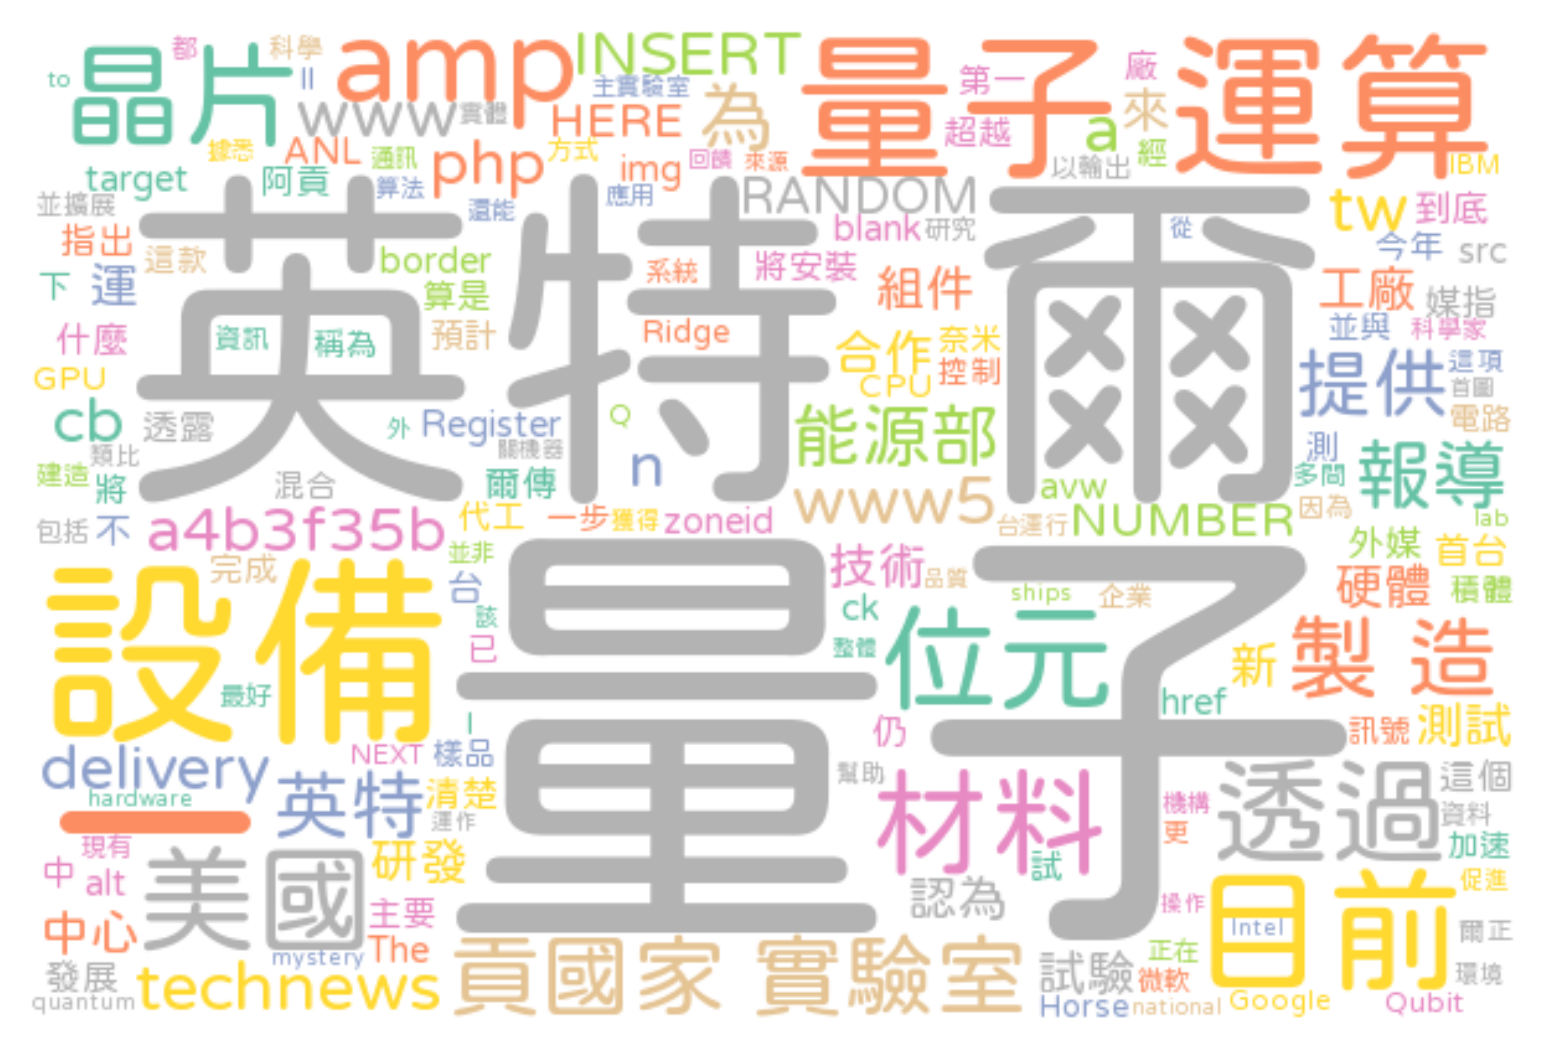 to
都
科學
晶片
II
www
實體
amp
INSERT
主實驗室
HERE
為
量子運算
第一
超越
廠
來
a
經
以輸出
IBM
target
據悉
ANL
通訊
php
方式
img
回饋
來源
阿貢
算法
還能
應用
RANDOM
blank
研究
tw
到底
並擴展
指出
這款
下
運
英特爾
border
算是
系統
將安裝
組件
從
今年
src
工廠
媒指
什麼
資訊
稱為
預計
Ridge
合作
奈米
CPU
控制
並與
科學家
GPU
cb
透露
外
Register
Q
關機器
能源部
提供
這項
首圖
電路
類比
建造
將
混合
爾傳
n
www5
avw
測
多間
報導
包括
不
a4b3f35b
代工
一步
獲得
zoneid
台運行
NUMBER
因為
lab
外媒
首台
完成
並非
設備
台
該
已
量子
技術
品質
ck
整體
ships
企業
硬體
積體
位元
新
製造
最好
href
l
仍
訊號
測試
delivery
NEXT
樣品
hardware
一
英特
清楚
運作
幫助
材料
機構
更
透過
這個
資料
加速
現有
中
alt
美國
研發
試
認為
促進
中心
主要
The
mystery
操作
目前
Intel
爾正
發展
quantum
technews
貢國家
實驗室
試驗
正在
微軟
Horse
national
Google
環境
Qubit